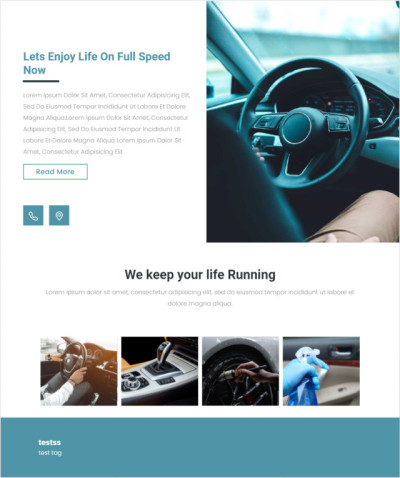 Lets Enjoy Life On Full Speed
Now
Lorem Ipsum Dolor Sit Amet, Consectetur Adipisicing Elit,
Sed Do Eiusmod Tempor Incididunt Ut Labore Et Dolore
Magna Aliqua.Lorem Ipsum Dolor Sit Amet, Consectetur
Adipisicing Elit, Sed Do Eiusmod Tempor Incididunt Ut
Labore Et Dolore Magna Aliqua.Lorem Ipsum Dolor Sit
Amet, Consectetur Adipisicing Elit
Read More
We keep your life Running
Lorem ipsum dolor sit amet, consectetur adipisicing elit, sed do eiusmod tempor incididunt ut labore et dolore
magna aliqua.
testss
test tag